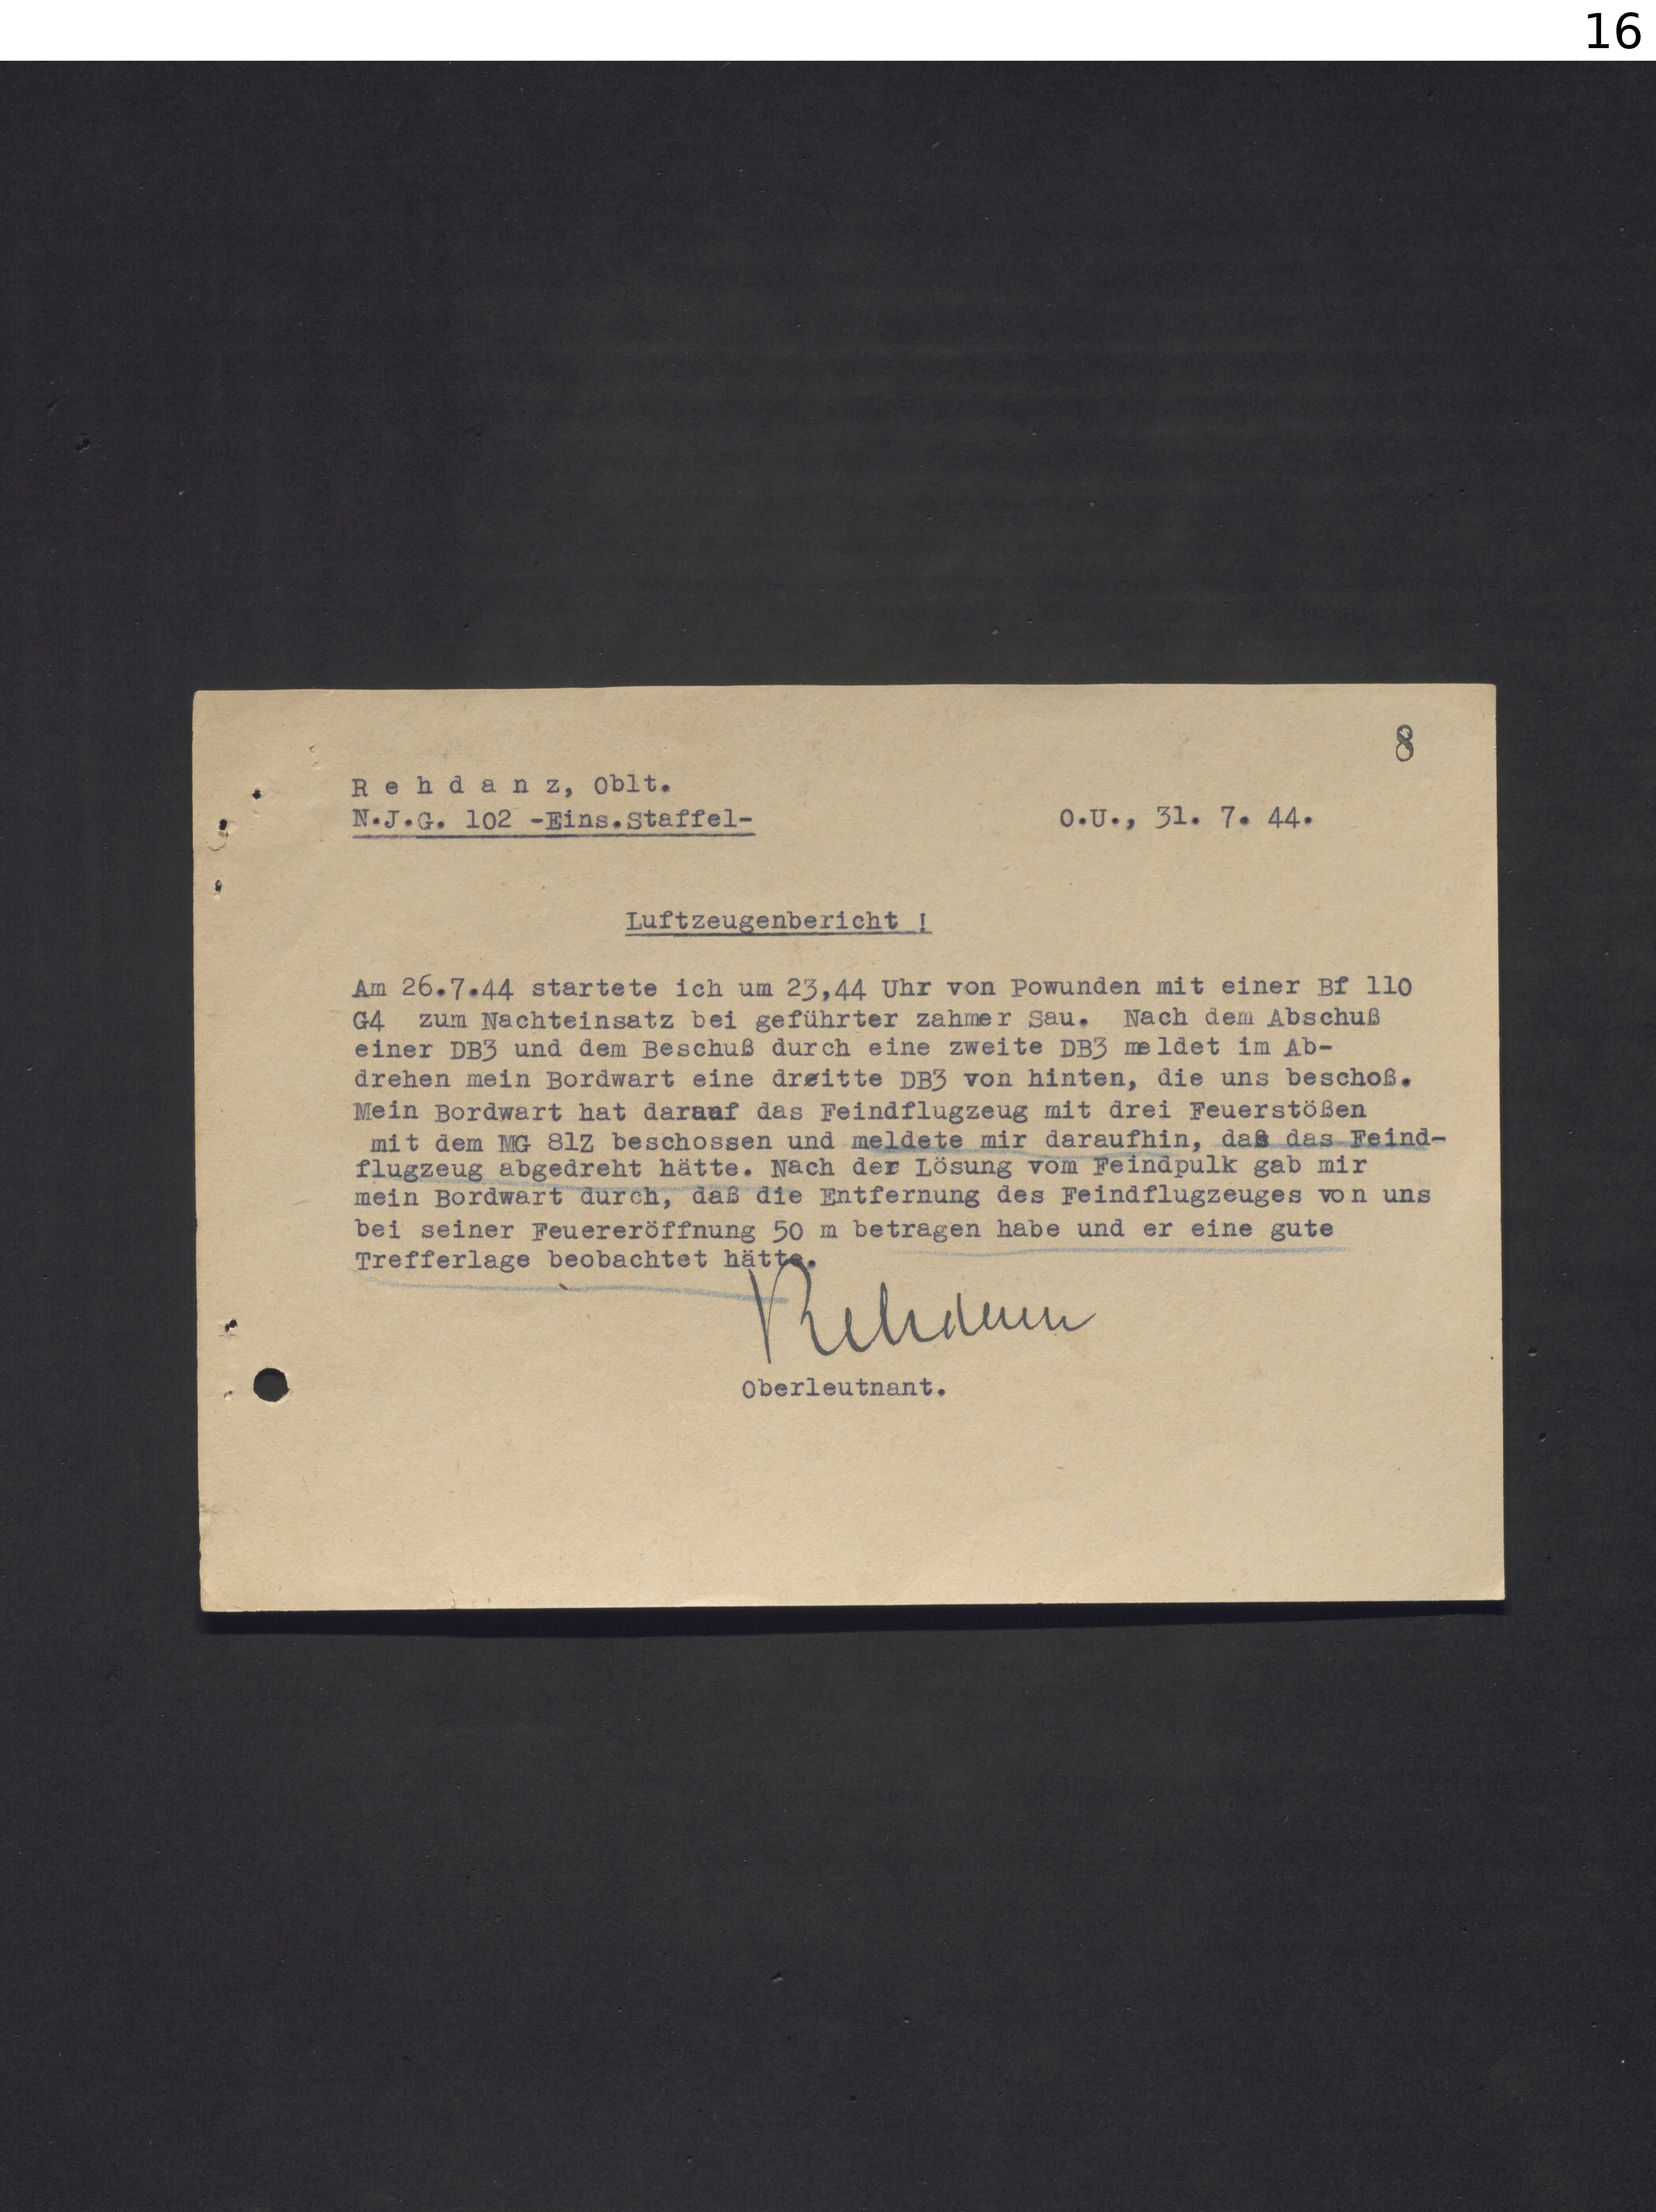 16
8
R e h d a n z, Oblt.
N.J.G. 102 -Eins.Staffel-
O.U., 31. 7. 44.
Luftzeugenbericht !
Am 26.7.44 startete ich um 23,44 Uhr von Powunden mit einer Bf 110
G4 zum Nachteinsatz bei geführter zahmer Sau. Nach dem Abschuß
einer DB3 und dem Beschuß durch eine zweite DB3 meldet im Ab-
drehen mein Bordwart eine dritte DB3 von hinten, die uns beschoß.
Mein Bordwart hat darauf das Feindflugzeug mit drei Feuerstößen
mit dem MG 81Z beschossen und meldete mir daraufhin, daß das Feind-
flugzeug abgedreht hätte. Nach der Lösung vom Feindpulk gab mir
mein Bordwart durch, daß die Entfernung des Feindflugzeuges von uns
bei seiner Feuereröffnung 50 m betragen habe und er eine gute
Trefferlage beobachtet hätte.
Rehdanz
Oberleutnant.